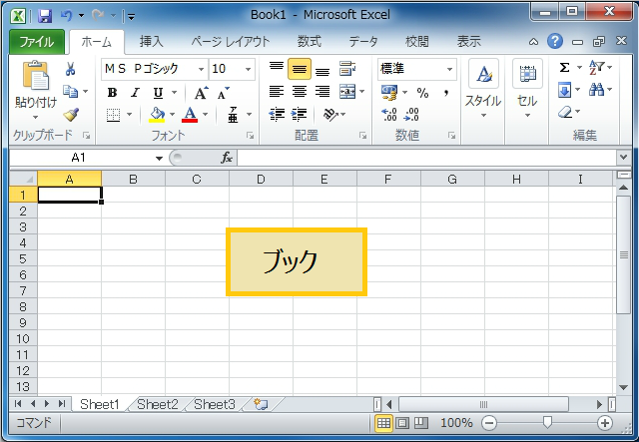 Book1 - Microsoft Excel
ファイル ホーム 挿入 ページ レイアウト 数式 データ 校閲 表示
ＭＳ Ｐゴシック 10 標準
B I U A A % ,
貼り付け A 亜 スタイル セル
クリップボード フォント 配置 数値 編集
A1 fx
A B C D E F G H I
1
2
3
4
ブック
5
6
7
8
9
10
11
12
13
Sheet1 Sheet2 Sheet3
コマンド 100%